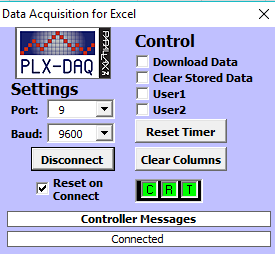 Data Acquisition for Excel
PARALLAX
PLX-DAQ
Settings
Port: 9
Baud: 9600
Disconnect
Reset on
Connect
Control
Download Data
Clear Stored Data
User1
User2
Reset Timer
Clear Columns
C R T
Controller Messages
Connected